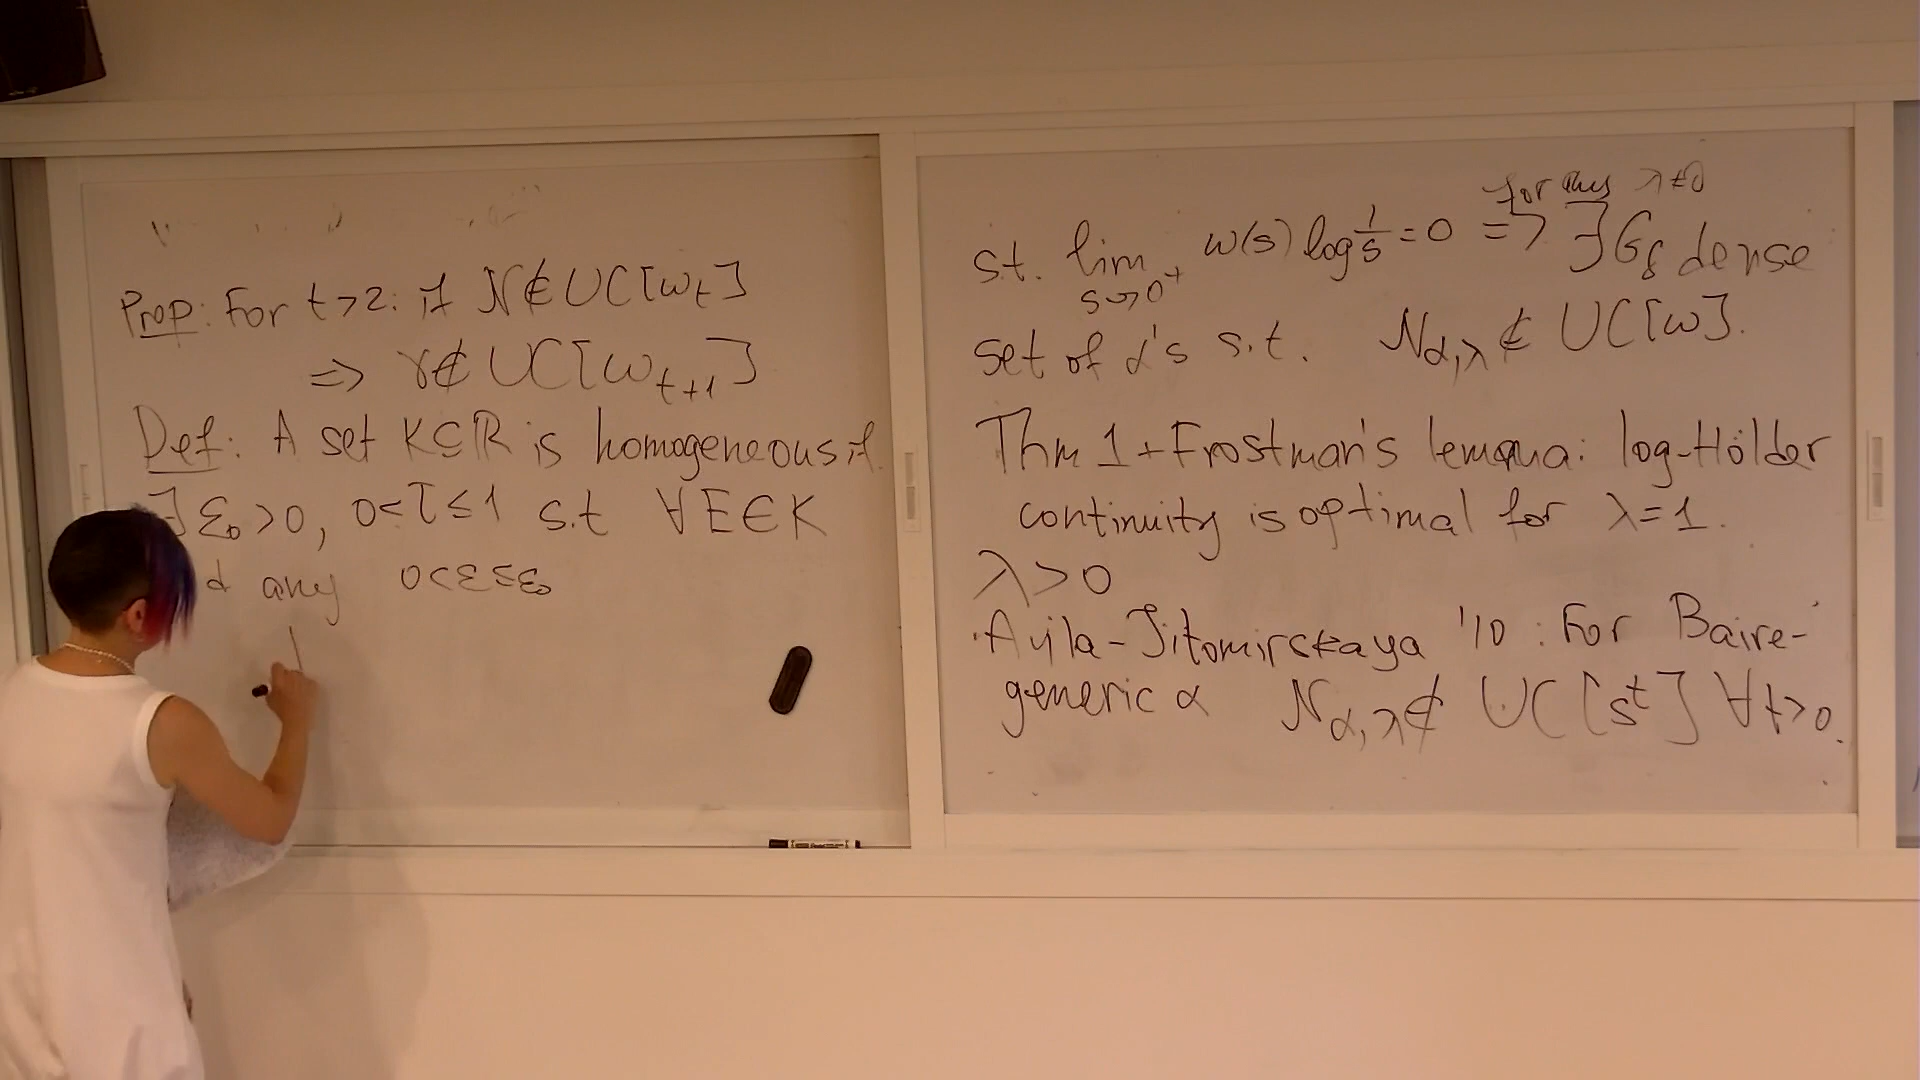 Prop: For t>2: if N∉UC[ω_t]
⇒ γ∉UC[ω_{t+1}]
Def: A set K⊆R is homogeneous if
∃ε₀>0, 0<τ≤1 s.t ∀E∈K
d any 0<ε≤ε₀
for any λ≠0
s.t. lim_{s→0⁺} w(s) log 1/s = 0 ⇒ ∃ G_δ dense
set of α's s.t. N_{α,λ} ∉ UC[ω].
Thm 1 + Frostman's lemma: log-Hölder
continuity is optimal for λ=1.
λ>0
· Avila-Jitomirskaya '10: For Baire-
generic α N_{α,λ} ∉ UC[s^t] ∀t>0.